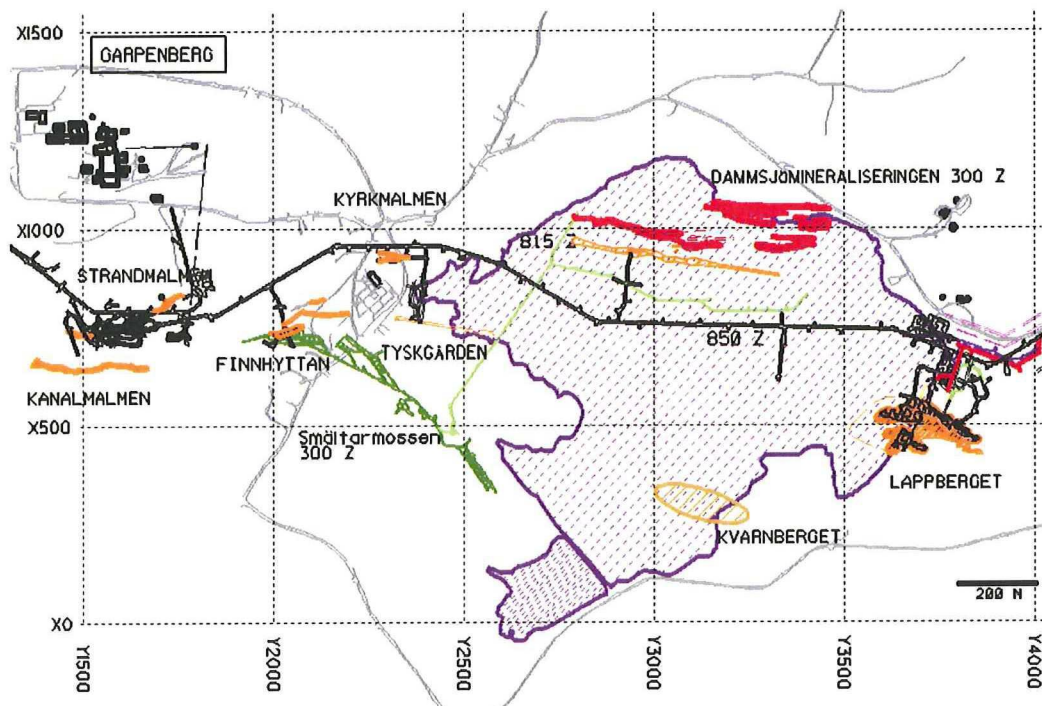 X1500
GARPENBERG
DAMMSJÖMINERALISERINGEN 300 Z
KYRKMALMEN
X1000
815 Z
STRANDMALMEN
850 Z
FINNHYTTAN
TYSKGÅRDEN
KANALMALMEN
X500
Smältarmossen
300 Z
LAPPBERGET
KVARNBERGET
200 M
X0
Y1500
Y2000
Y2500
Y3000
Y3500
Y4000